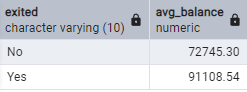 exited avg_balance
character varying (10) numeric
No 72745.30
Yes 91108.54